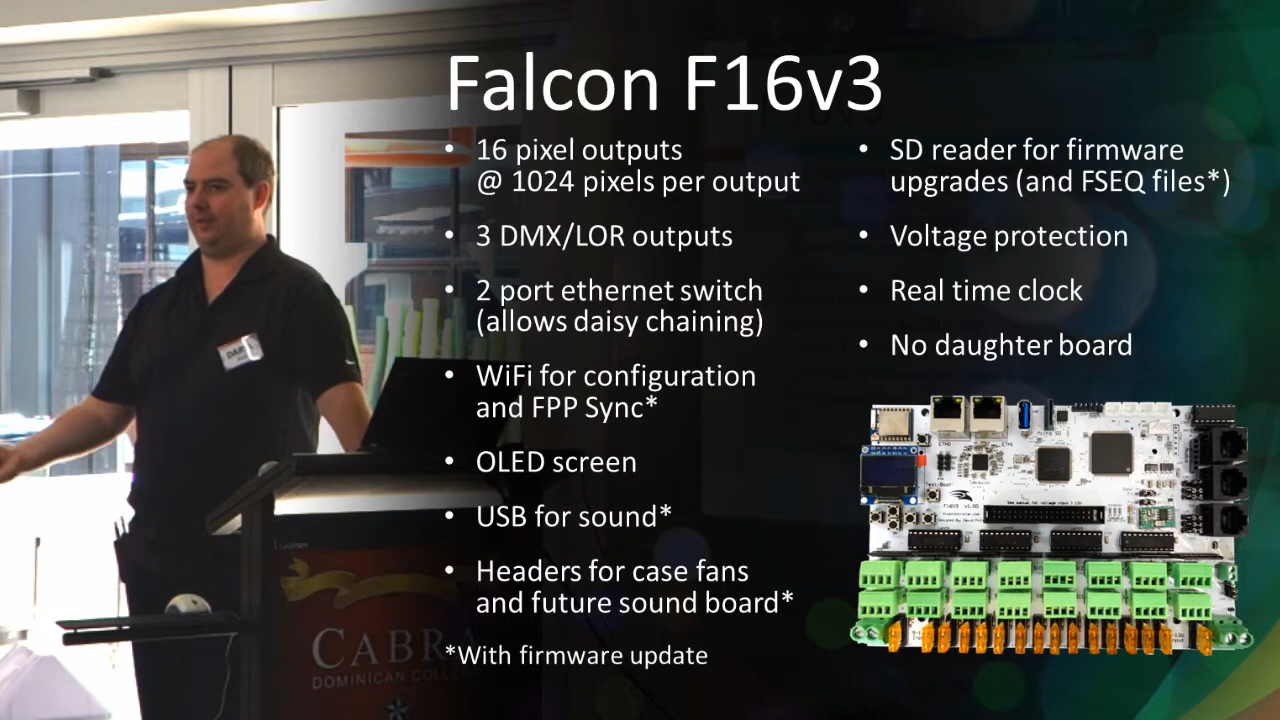 Falcon F16v3
• 16 pixel outputs
@ 1024 pixels per output
• 3 DMX/LOR outputs
• 2 port ethernet switch
(allows daisy chaining)
• WiFi for configuration
and FPP Sync*
• OLED screen
• USB for sound*
• Headers for case fans
and future sound board*
*With firmware update
• SD reader for firmware
upgrades (and FSEQ files*)
• Voltage protection
• Real time clock
• No daughter board
CABRA
DOMINICAN COLLE